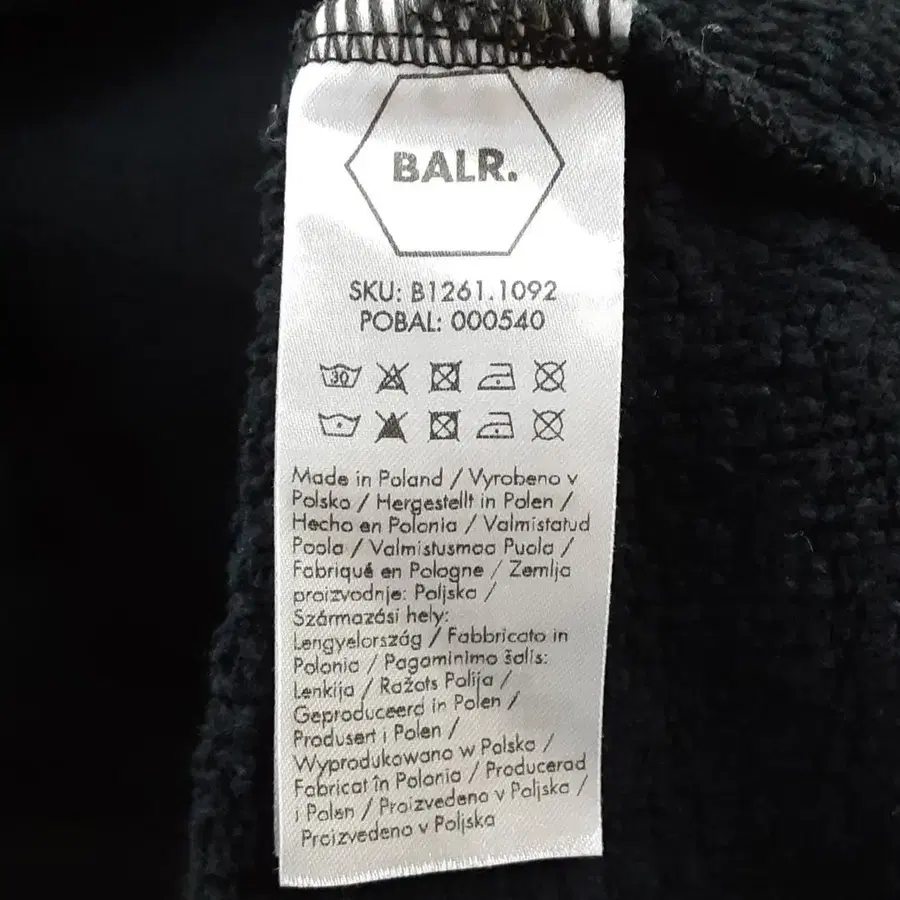 BALR.
SKU: B1261.1092
POBAL: 000540
30
Made in Poland / Vyrobeno v
Polsko / Hergestellt in Polen /
Hecho en Polonia / Valmistatud
Poola / Valmistusmaa Puola /
Fabriqué en Pologne / Zemlja
proizvodnje: Poljska /
Származási hely:
Lengyelország / Fabbricato in
Polonia / Pagaminimo šalis:
Lenkija / Ražots Polija /
Geproduceerd in Polen /
Produsert i Polen /
Wyprodukowano w Polsko /
Fabricat în Polonia / Producerad
i Polen / Proizvedeno v Poljska /
Proizvedeno v Poljska